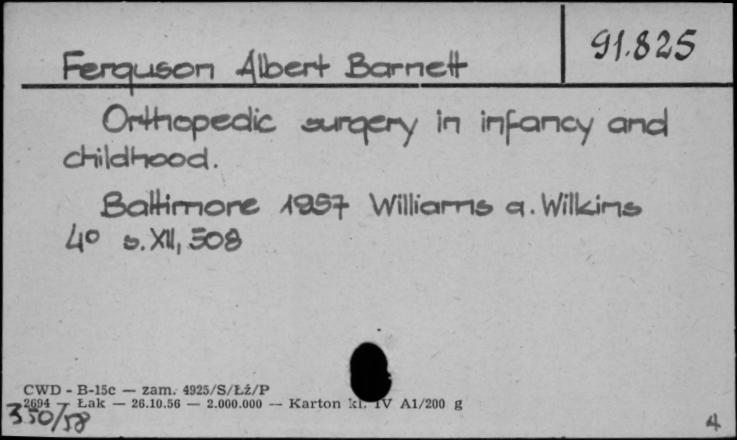 91.825
Ferguson Albert Barnett
Orthopedic surgery in infancy and
childhood.
Baltimore 1957 Williams a. Wilkins
4° s. XII, 508
CWD - B-15c — zam. 4925/S/Łź/P
2694 — Łak — 26.10.56 — 2.000.000 — Karton kl. IV A1/200 g
350/58
4